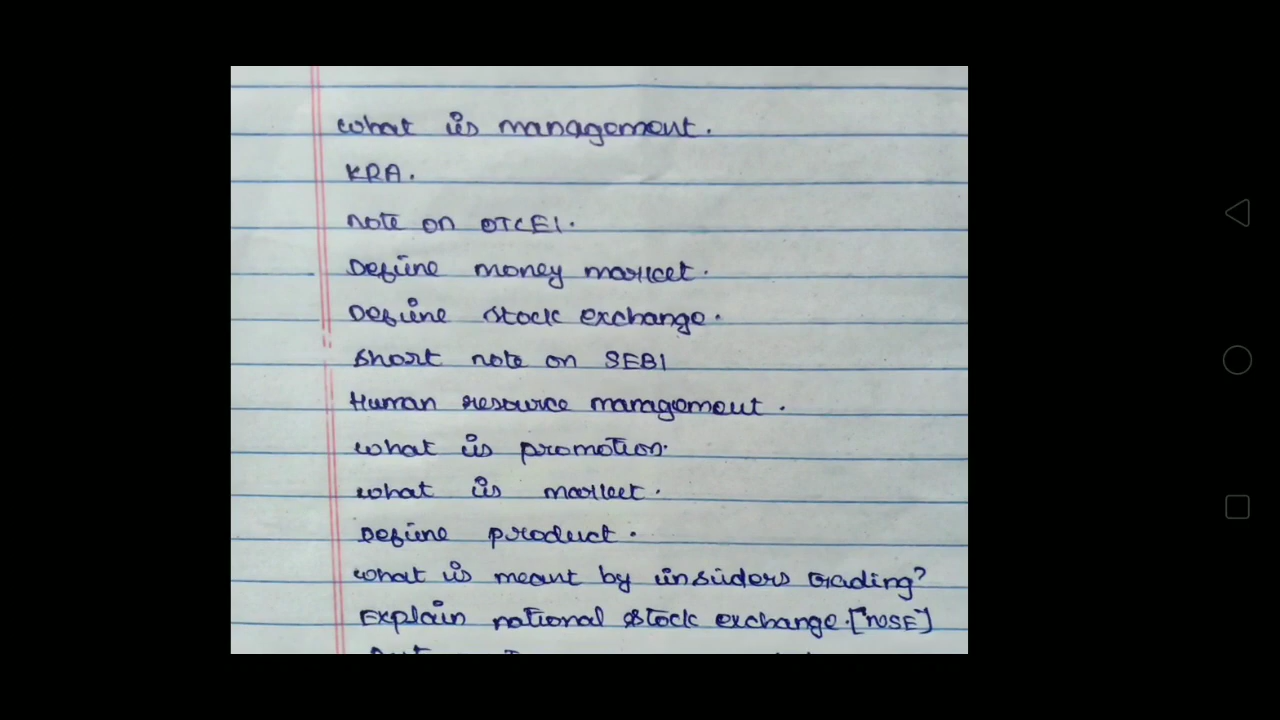 What is management.
KRA.
Note on OTCEI.
Define money market.
Define stock exchange.
Short note on SEBI
Human resource management.
What is promotion.
What is market.
Define product.
What is meant by insiders trading?
Explain national stock exchange.[NSE]